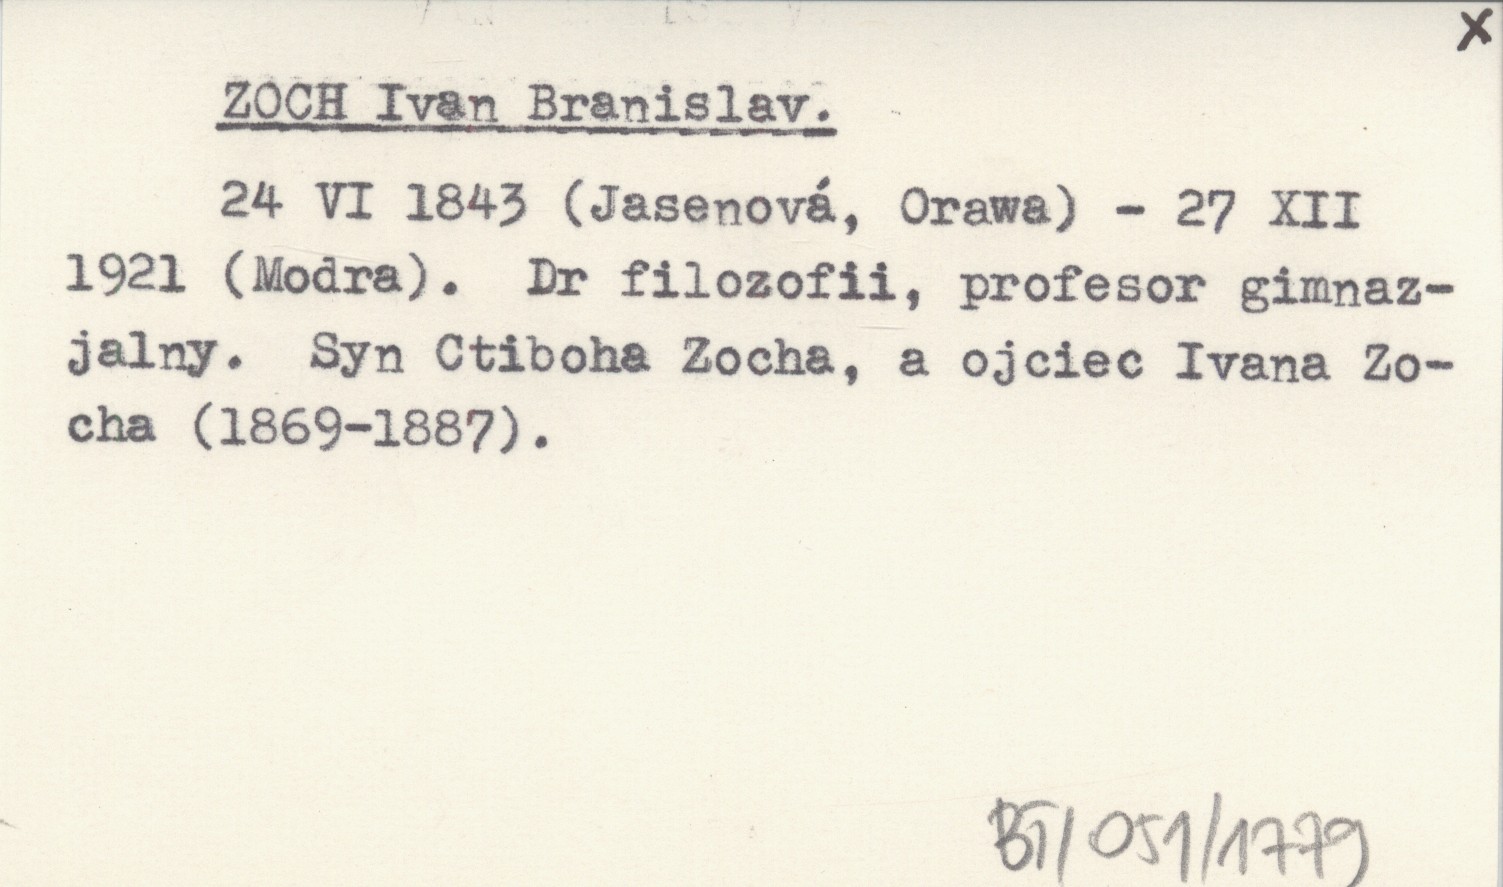 X
ZOCH Ivan Branislav.
24 VI 1843 (Jasenová, Orawa) - 27 XII
1921 (Modra). Dr filozofii, profesor gimnaz-
jalny. Syn Ctiboha Zocha, a ojciec Ivana Zo-
cha (1869-1887).
BT/051/1779